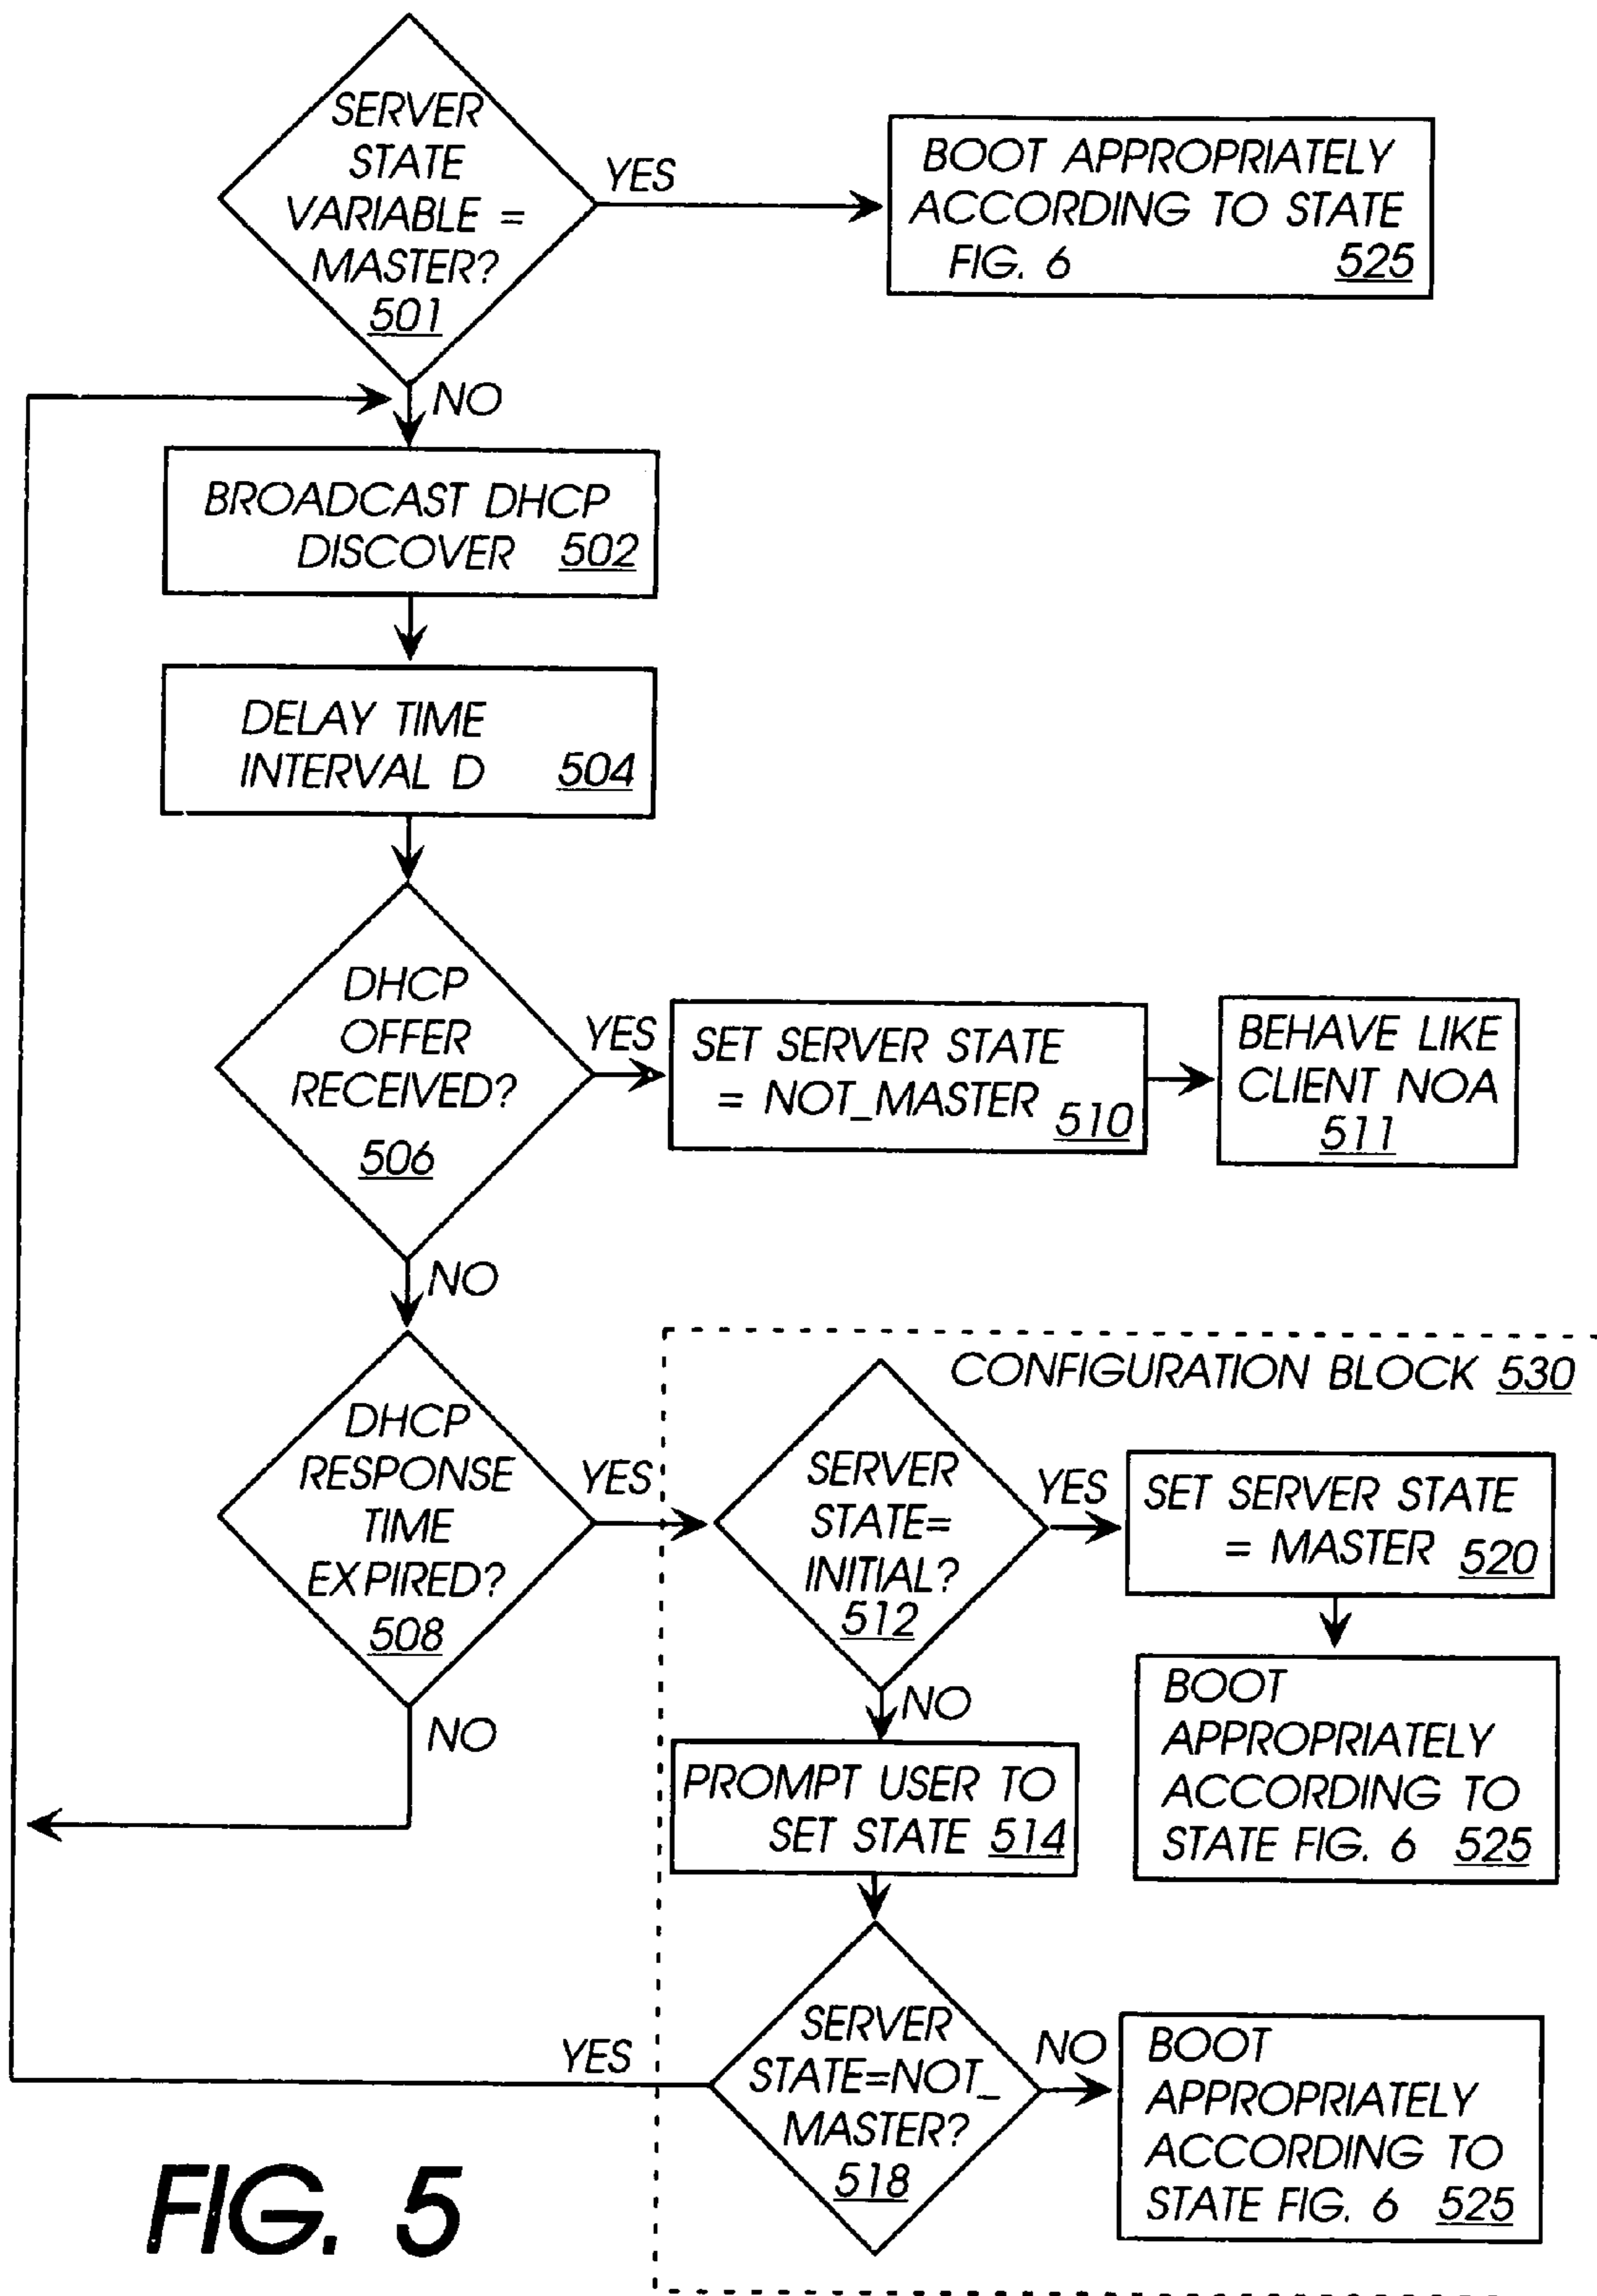 SERVER
STATE
VARIABLE =
MASTER?
501
YES
BOOT APPROPRIATELY
ACCORDING TO STATE
FIG. 6 525
NO
BROADCAST DHCP
DISCOVER 502
DELAY TIME
INTERVAL D 504
DHCP
OFFER
RECEIVED?
506
YES
SET SERVER STATE
= NOT_MASTER 510
BEHAVE LIKE
CLIENT NOA
511
NO
DHCP
RESPONSE
TIME
EXPIRED?
508
YES
NO
CONFIGURATION BLOCK 530
SERVER
STATE=
INITIAL?
512
YES
SET SERVER STATE
= MASTER 520
BOOT
APPROPRIATELY
ACCORDING TO
STATE FIG. 6 525
NO
PROMPT USER TO
SET STATE 514
SERVER
STATE=NOT_
MASTER?
518
YES
NO
BOOT
APPROPRIATELY
ACCORDING TO
STATE FIG. 6 525
FIG. 5